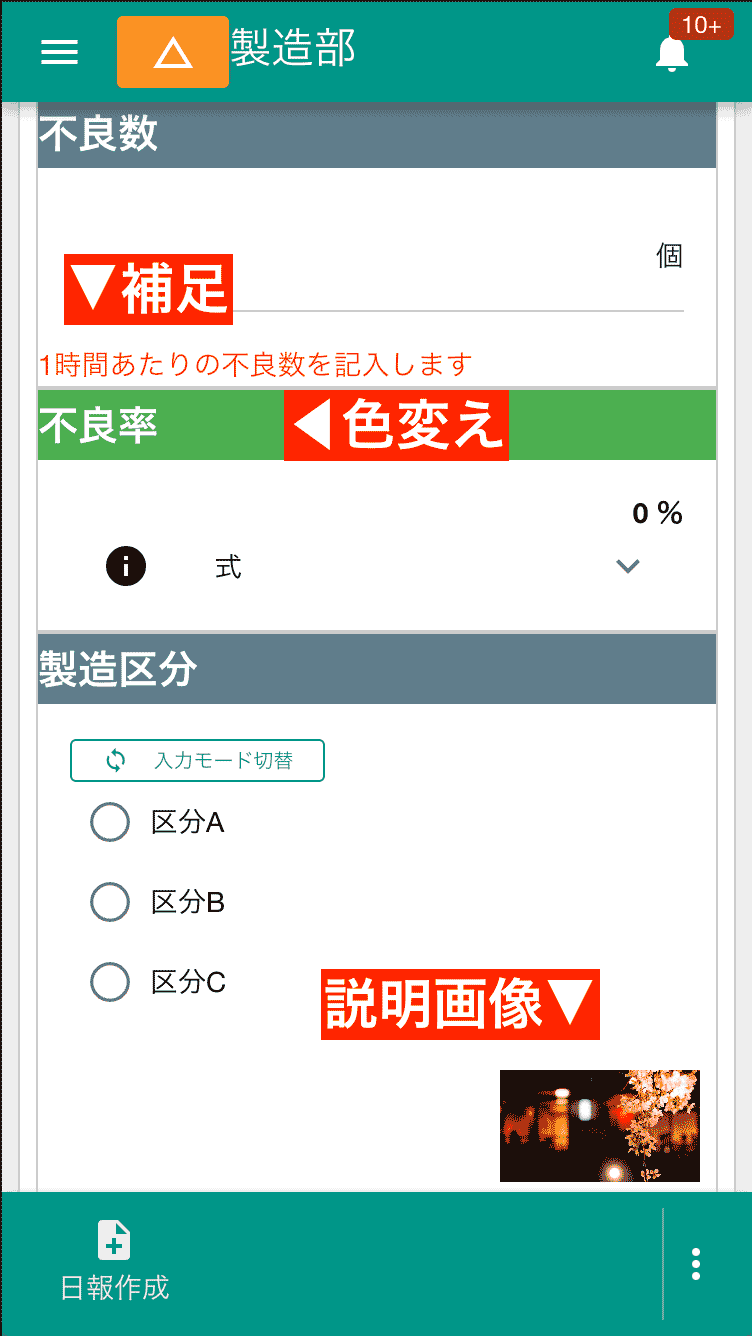 製造部
10+
不良数
個
▼補足
1時間あたりの不良数を記入します
不良率
◀色変え
0 %
式
製造区分
入力モード切替
区分A
区分B
区分C
説明画像▼
日報作成